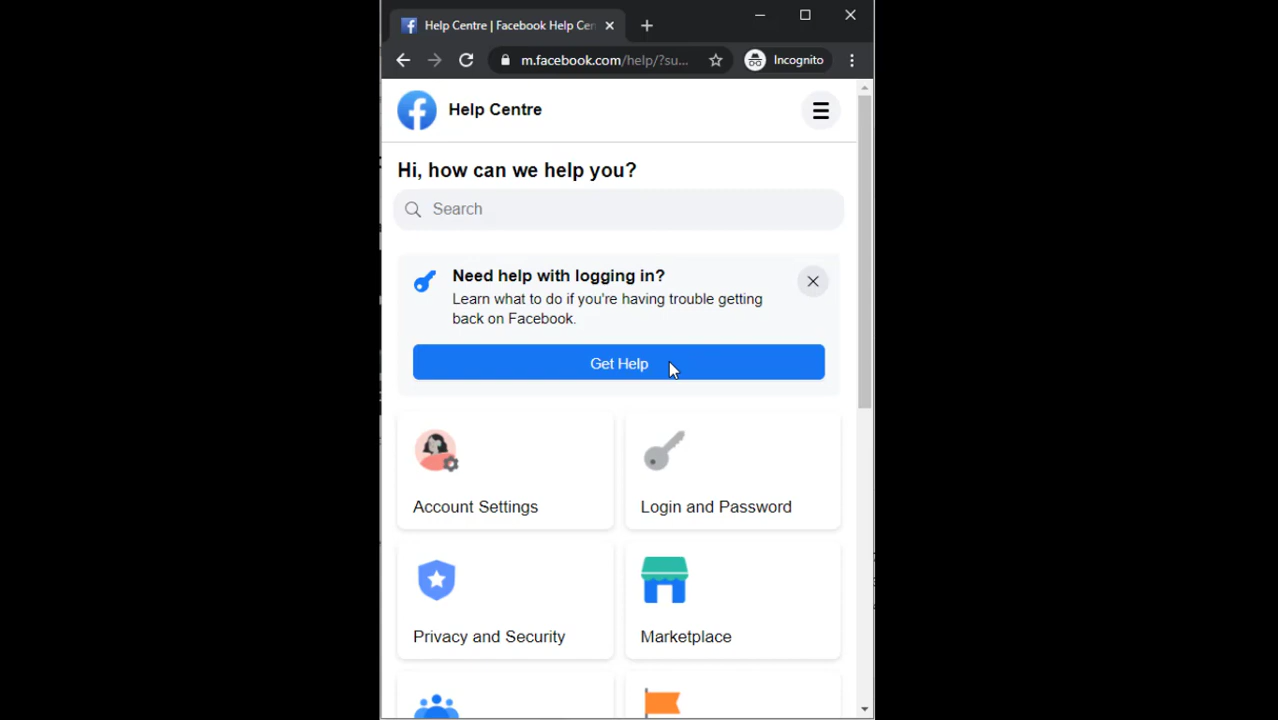 Help Centre | Facebook Help Cen
m.facebook.com/help/?su...
Incognito
Help Centre
Hi, how can we help you?
Search
Need help with logging in?
Learn what to do if you're having trouble getting
back on Facebook.
Get Help
Account Settings
Login and Password
Privacy and Security
Marketplace